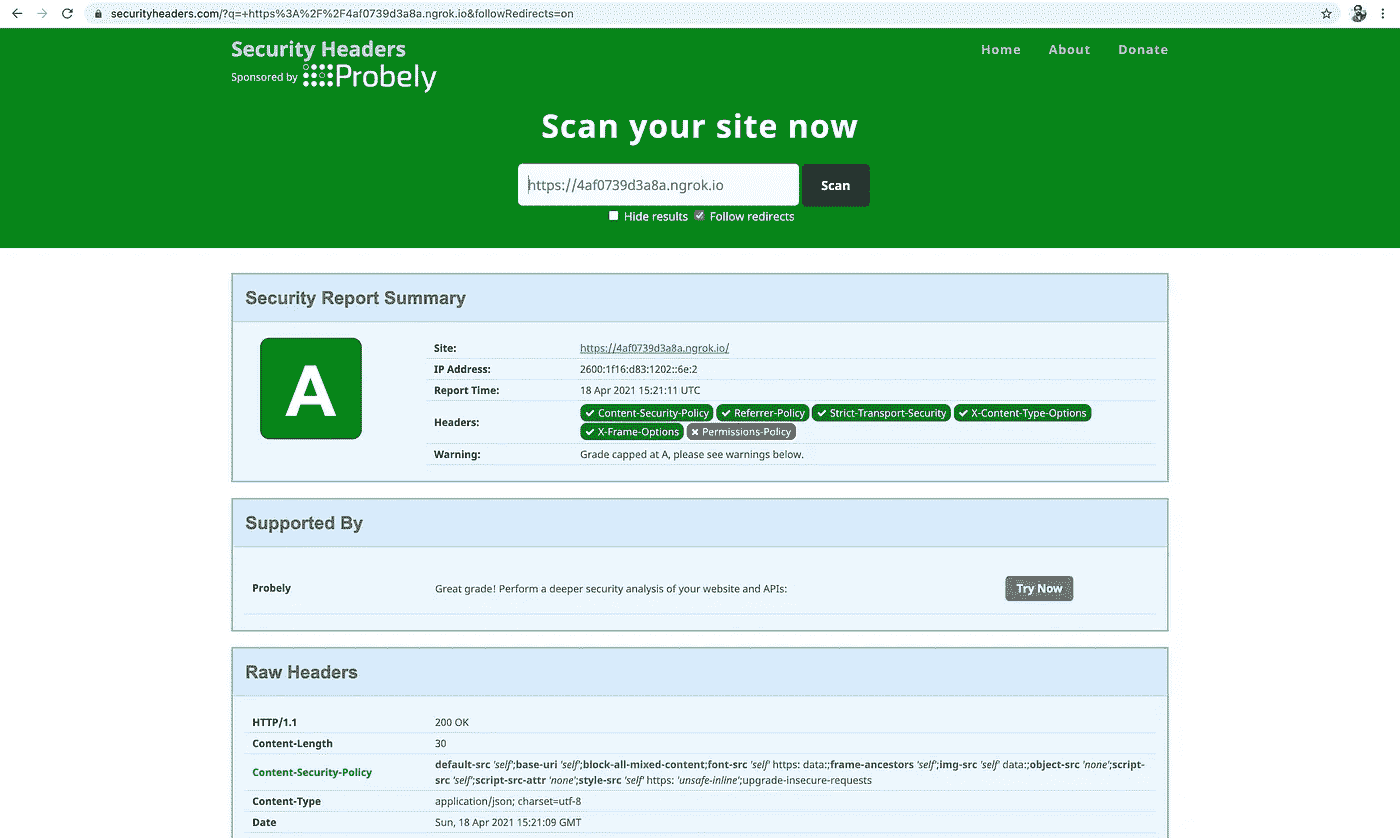 securityheaders.com/?q=+https%3A%2F%2F4af0739d3a8a.ngrok.io&followRedirects=on
Security Headers
Sponsored by Probely
Home About Donate
Scan your site now
https://4af0739d3a8a.ngrok.io Scan
Hide results Follow redirects
Security Report Summary
A
Site: https://4af0739d3a8a.ngrok.io/
IP Address: 2600:1f16:d83:1202::6e:2
Report Time: 18 Apr 2021 15:21:11 UTC
Headers: Content-Security-Policy Referrer-Policy Strict-Transport-Security X-Content-Type-Options
X-Frame-Options Permissions-Policy
Warning: Grade capped at A, please see warnings below.
Supported By
Probely Great grade! Perform a deeper security analysis of your website and APIs: Try Now
Raw Headers
HTTP/1.1 200 OK
Content-Length 30
Content-Security-Policy default-src 'self';base-uri 'self';block-all-mixed-content;font-src 'self' https: data:;frame-ancestors 'self';img-src 'self' data:;object-src 'none';script-
src 'self';script-src-attr 'none';style-src 'self' https: 'unsafe-inline';upgrade-insecure-requests
Content-Type application/json; charset=utf-8
Date Sun, 18 Apr 2021 15:21:09 GMT